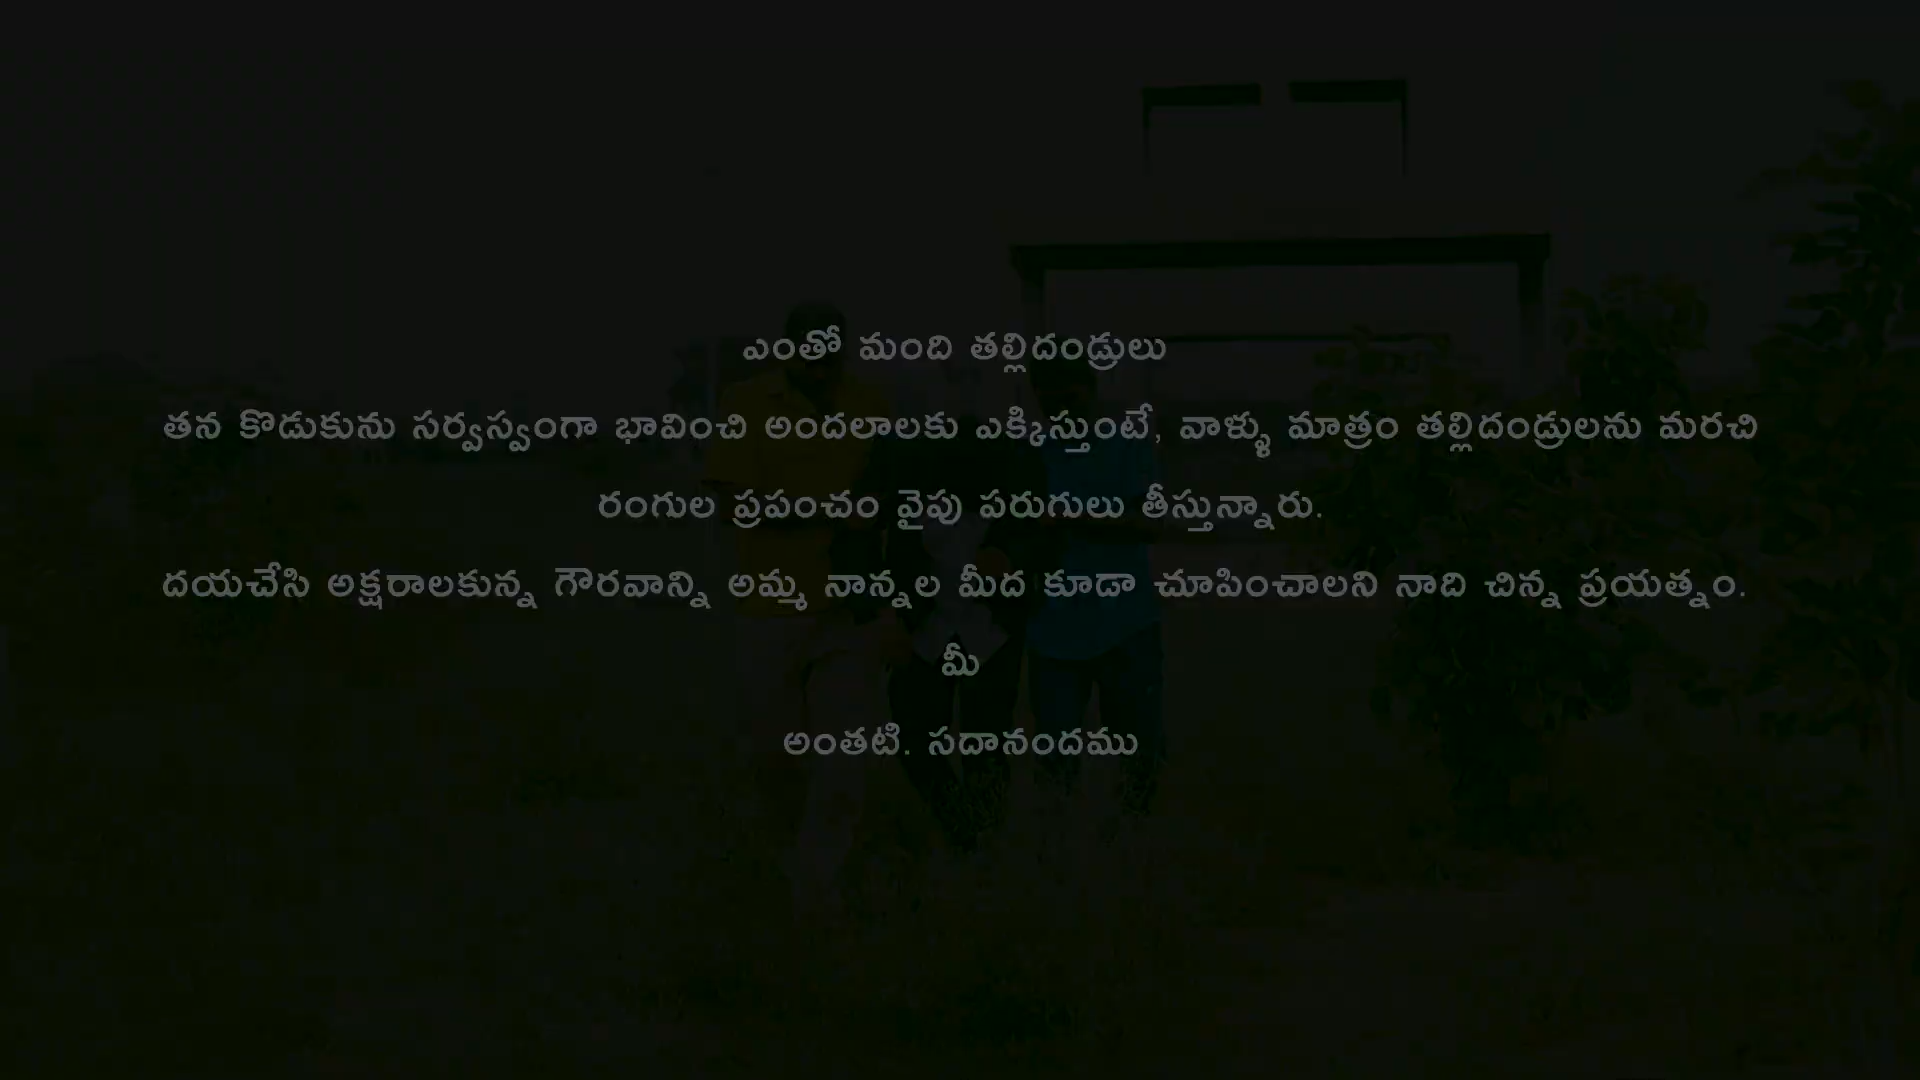 ఎంతో మంది తల్లిదండ్రులు
తన కొడుకును సర్వస్వంగా భావించి అందలాలకు ఎక్కిస్తుంటే, వాళ్ళు మాత్రం తల్లిదండ్రులను మరచి
రంగుల ప్రపంచం వైపు పరుగులు తీస్తున్నారు.
దయచేసి అక్షరాలకున్న గౌరవాన్ని అమ్మ నాన్నల మీద కూడా చూపించాలని నాది చిన్న ప్రయత్నం.
మీ
అంతటి. సదానందము